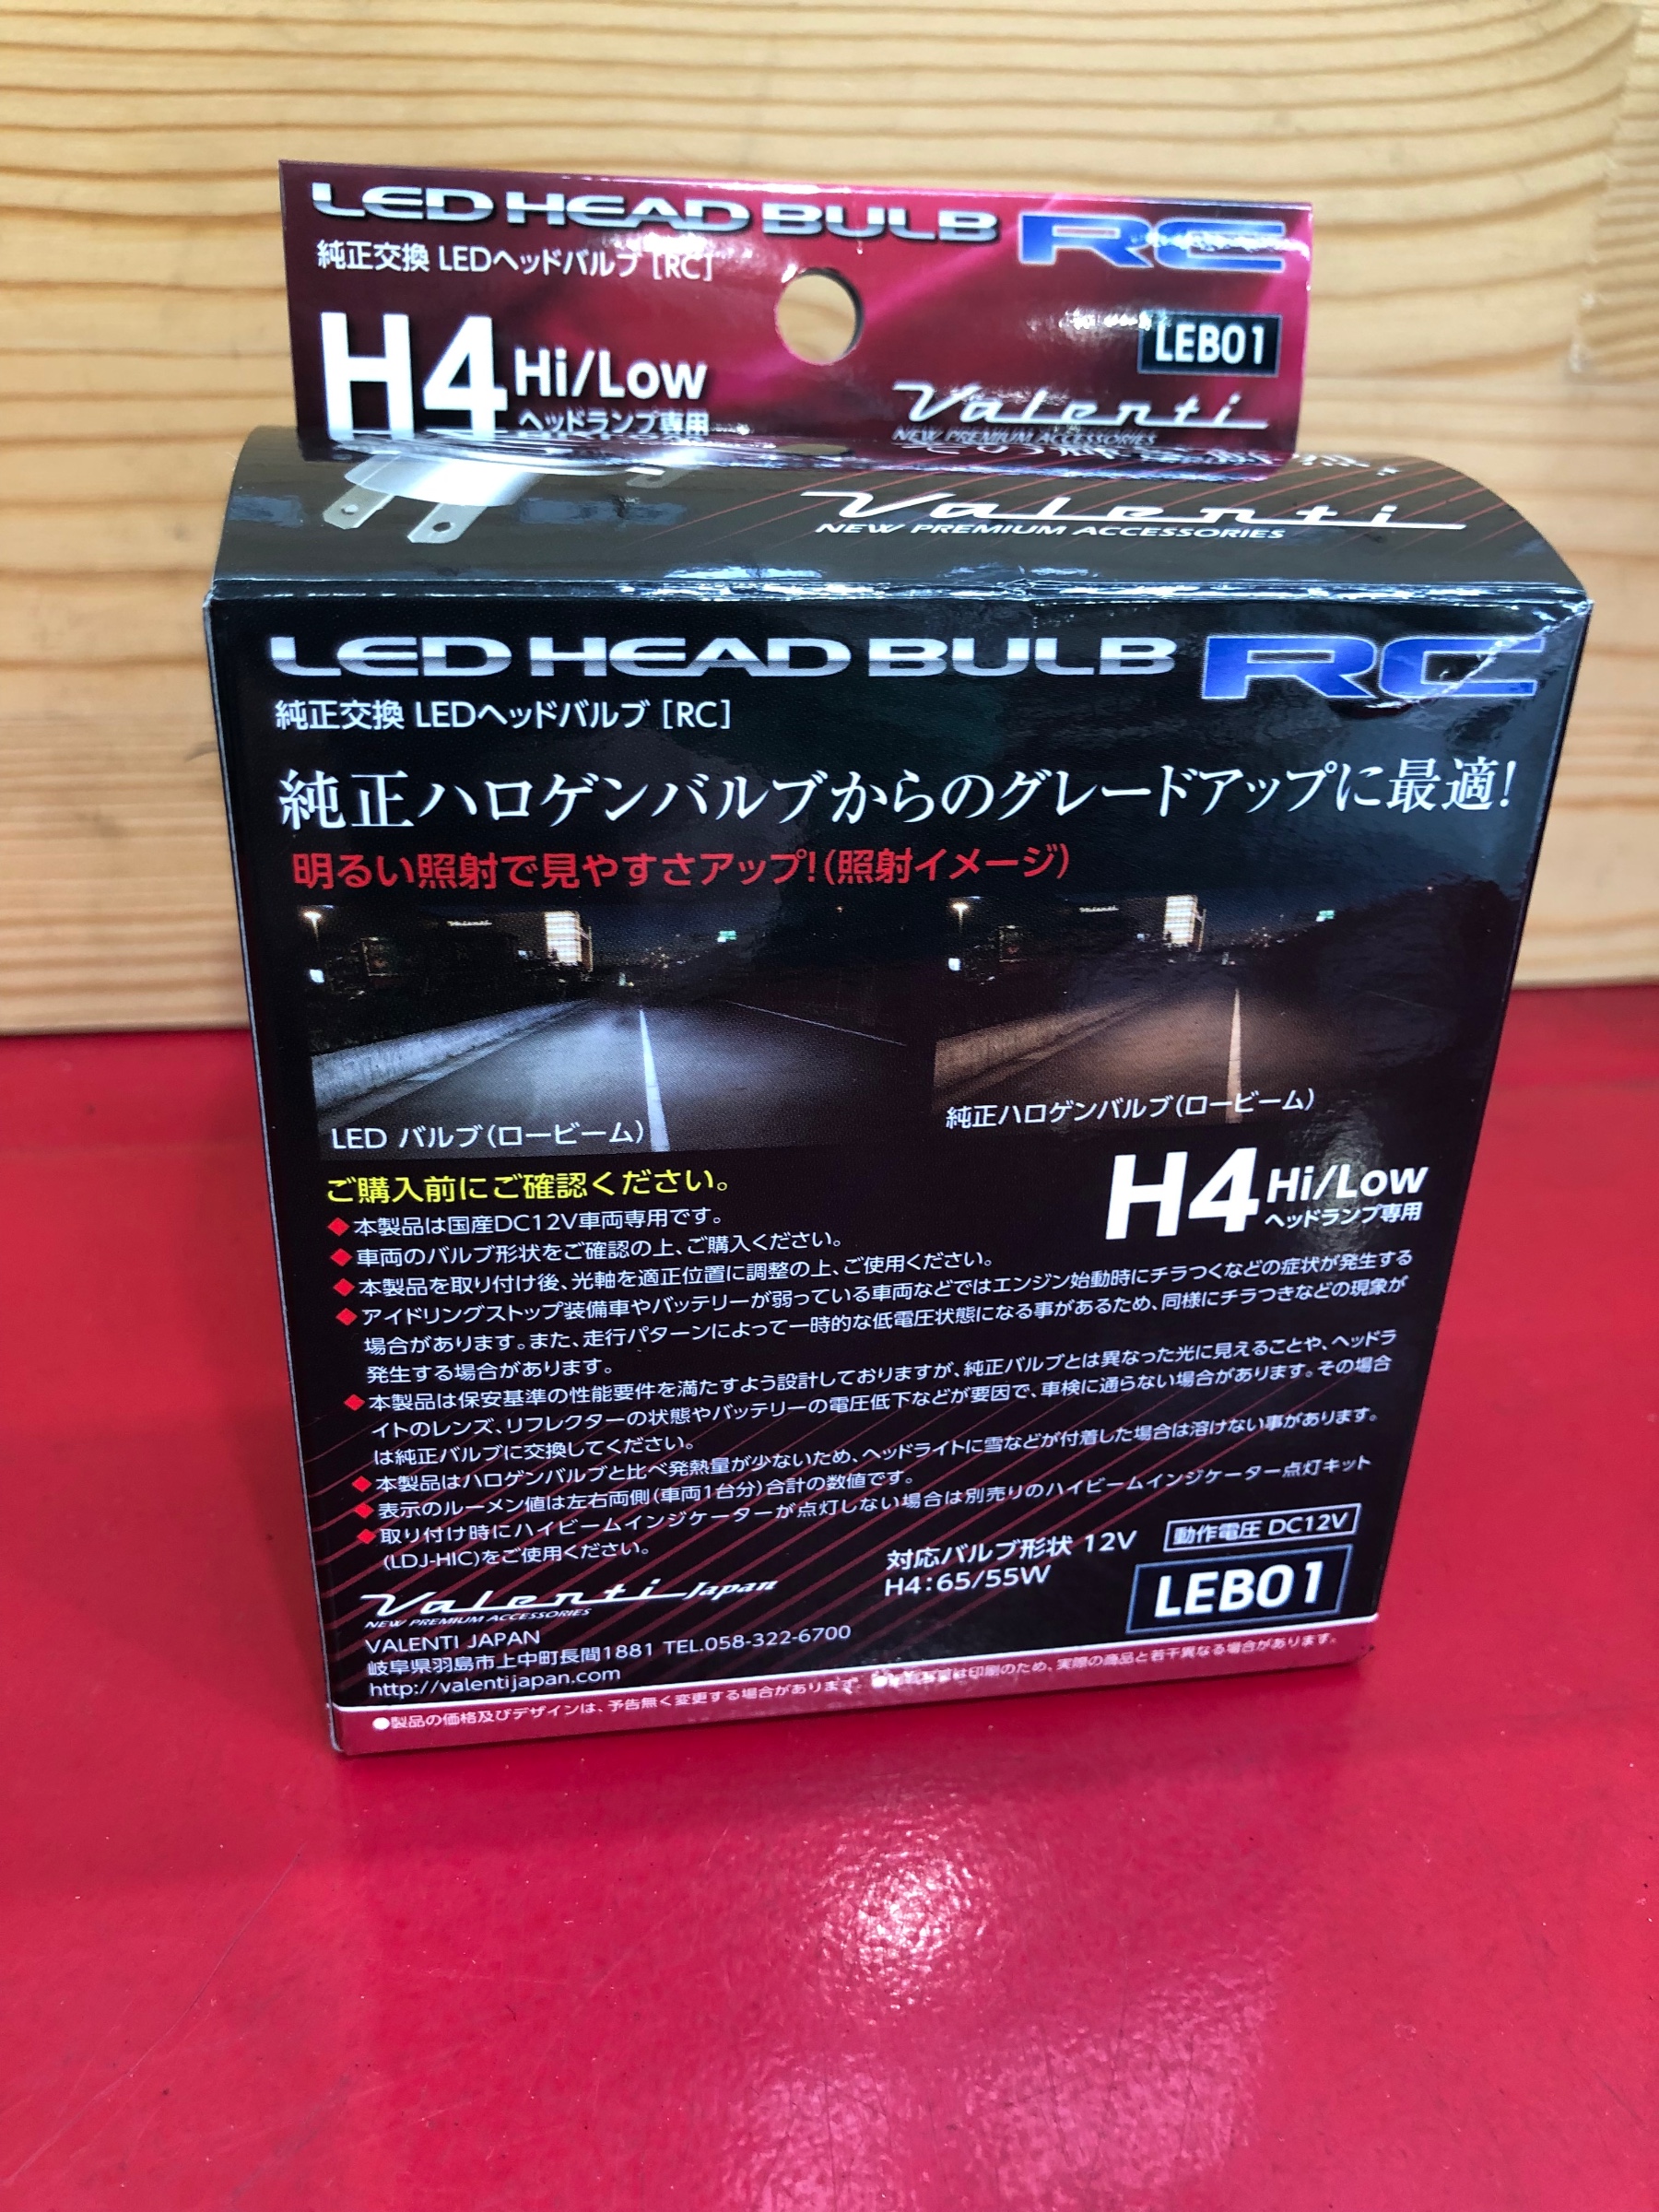 LED HEAD BULB RC
純正交換 LEDヘッドバルブ [RC]
H4 Hi/Low
ヘッドランプ専用
LEB01
Valenti
NEW PREMIUM ACCESSORIES
Valenti
NEW PREMIUM ACCESSORIES
LED HEAD BULB RC
純正交換 LEDヘッドバルブ [RC]
純正ハロゲンバルブからのグレードアップに最適!
明るい照射で見やすさアップ!(照射イメージ)
LED バルブ(ロービーム)
純正ハロゲンバルブ(ロービーム)
H4 Hi/Low
ヘッドランプ専用
ご購入前にご確認ください。
◆本製品は国産DC12V車両専用です。
◆車両のバルブ形状をご確認の上、ご購入ください。
◆本製品を取り付け後、光軸を適正位置に調整の上、ご使用ください。
◆アイドリングストップ装備車やバッテリーが弱っている車両などではエンジン始動時にチラつくなどの症状が発生する
場合があります。また、走行パターンによって一時的な低電圧状態になる事があるため、同様にチラつきなどの現象が
発生する場合があります。
◆本製品は保安基準の性能要件を満たすよう設計しておりますが、純正バルブとは異なった光に見えることや、ヘッドラ
イトのレンズ、リフレクターの状態やバッテリーの電圧低下などが要因で、車検に通らない場合があります。その場合
は純正バルブに交換してください。
◆本製品はハロゲンバルブと比べ発熱量が少ないため、ヘッドライトに雪などが付着した場合は溶けない事があります。
◆表示のルーメン値は左右両側(車両1台分)合計の数値です。
◆取り付け時にハイビームインジケーターが点灯しない場合は別売りのハイビームインジケーター点灯キット
(LDJ-HIC)をご使用ください。
対応バルブ形状 12V
H4:65/55W
動作電圧 DC12V
LEB01
Valenti Japan
NEW PREMIUM ACCESSORIES
VALENTI JAPAN
岐阜県羽島市上中町長間1881 TEL.058-322-6700
http://valentijapan.com
●製品の価格及びデザインは、予告無く変更する場合があります。 は印刷のため、実際の商品と若干異なる場合があります。